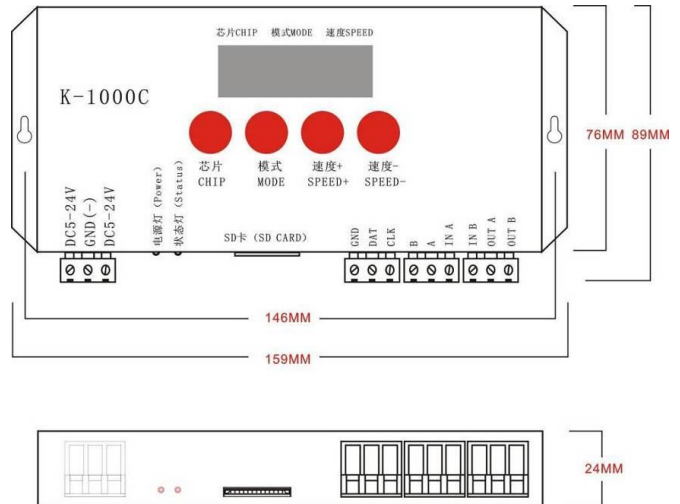 芯片CHIP 模式MODE 速度SPEED
K-1000C
芯片 模式 速度+ 速度-
CHIP MODE SPEED+ SPEED-
76MM 89MM
DC5-24V
GND(-)
DC5-24V
电源灯(Power)
状态灯(Status)
SD卡(SD CARD)
GND
DAT
CLK
B
A
IN A
IN B
OUT A
OUT B
146MM
159MM
24MM